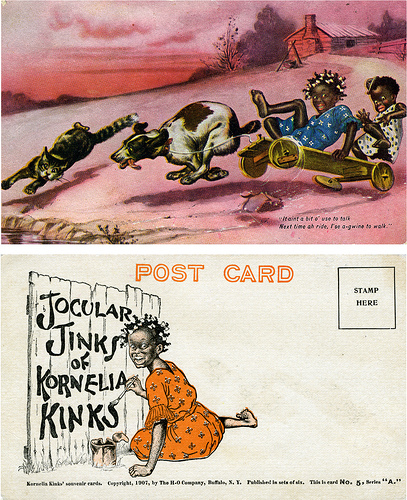 "It aint a bit o' use to talk
Next time ah ride, I'se a-gwine to walk."
POST CARD
JOCULAR
JINKS
OF
KORNELIA
KINKS
STAMP
HERE
Kornelia Kinks' souvenir cards. Copyright, 1907, by The H-O Company, Buffalo, N. Y. Published in sets of six. This is card No. 5, Series "A."